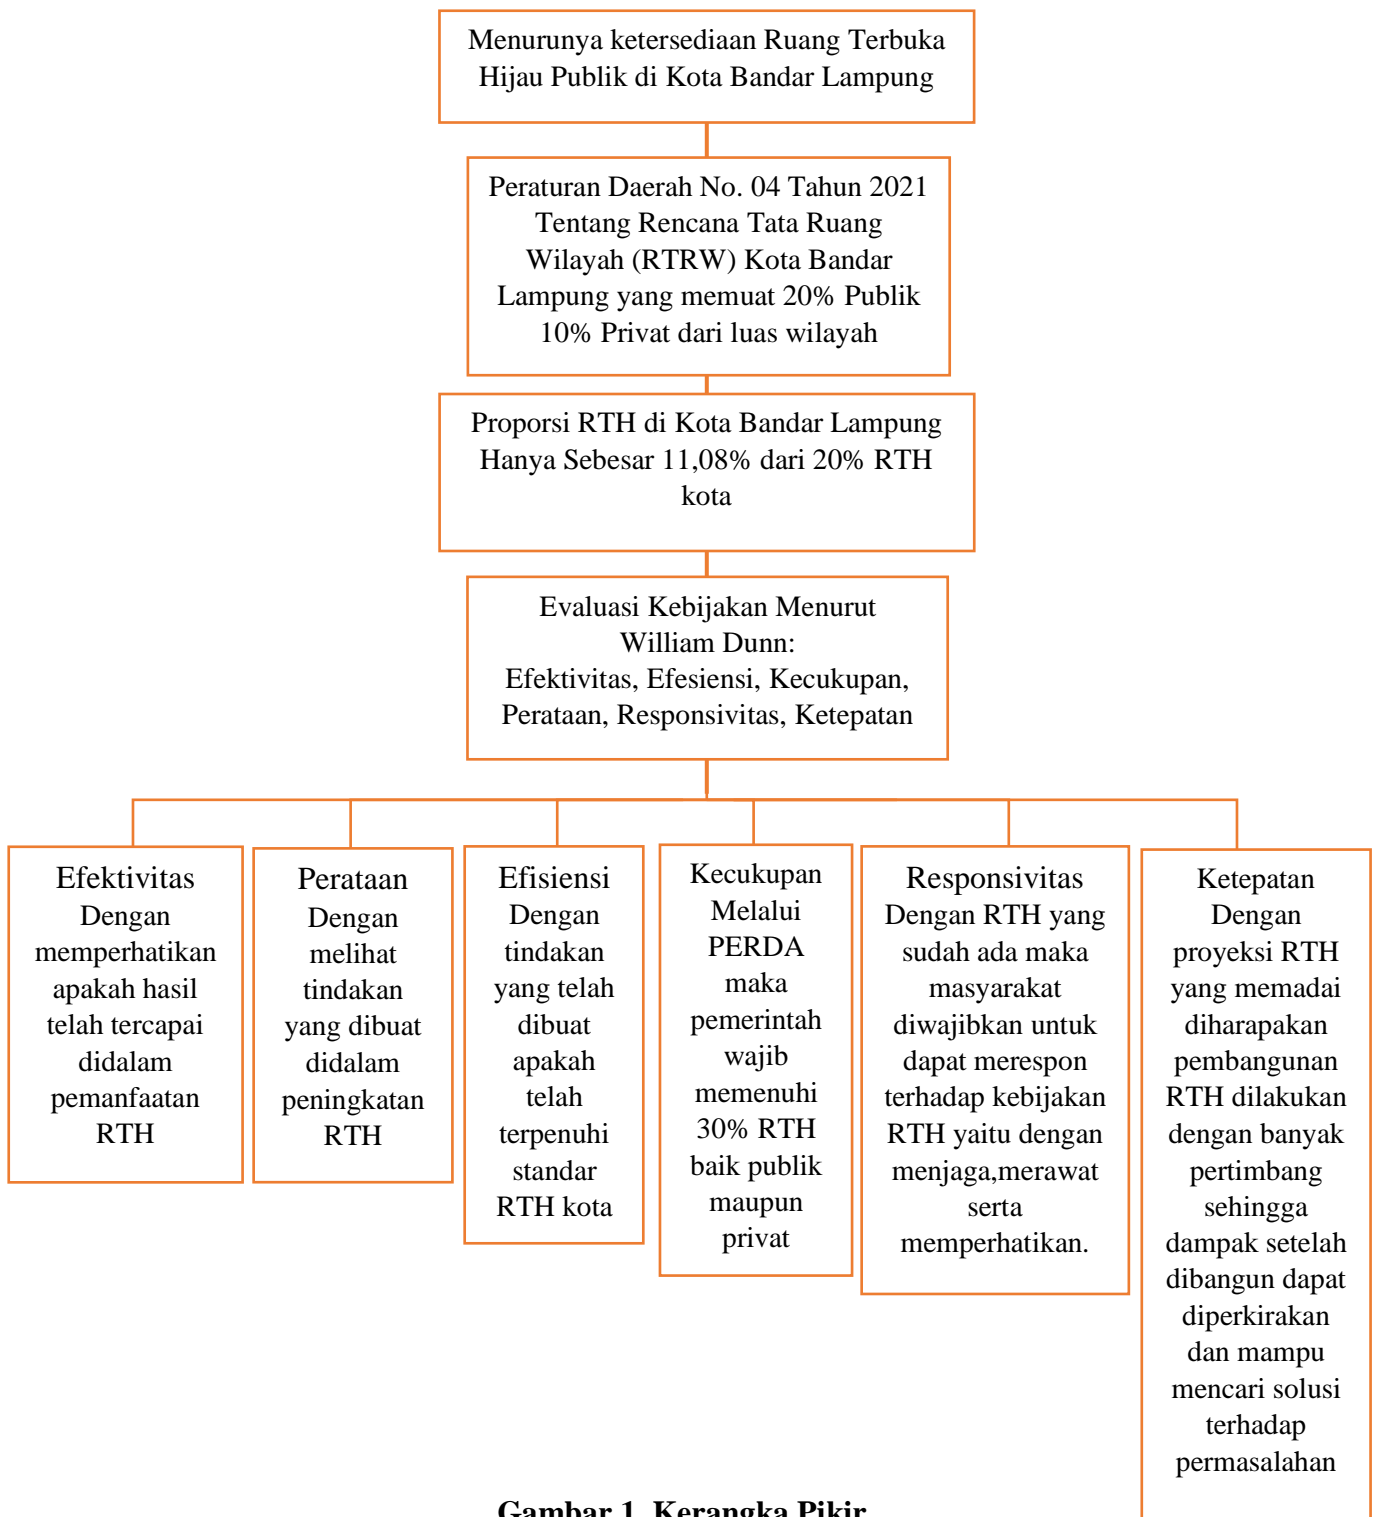 Menurunya ketersediaan Ruang Terbuka
Hijau Publik di Kota Bandar Lampung
Peraturan Daerah No. 04 Tahun 2021
Tentang Rencana Tata Ruang
Wilayah (RTRW) Kota Bandar
Lampung yang memuat 20% Publik
10% Privat dari luas wilayah
Proporsi RTH di Kota Bandar Lampung
Hanya Sebesar 11,08% dari 20% RTH
kota
Evaluasi Kebijakan Menurut
William Dunn:
Efektivitas, Efesiensi, Kecukupan,
Perataan, Responsivitas, Ketepatan
Efektivitas
Dengan
memperhatikan
apakah hasil
telah tercapai
didalam
pemanfaatan
RTH
Perataan
Dengan
melihat
tindakan
yang dibuat
didalam
peningkatan
RTH
Efisiensi
Dengan
tindakan
yang telah
dibuat
apakah
telah
terpenuhi
standar
RTH kota
Kecukupan
Melalui
PERDA
maka
pemerintah
wajib
memenuhi
30% RTH
baik publik
maupun
privat
Responsivitas
Dengan RTH yang
sudah ada maka
masyarakat
diwajibkan untuk
dapat merespon
terhadap kebijakan
RTH yaitu dengan
menjaga,merawat
serta
memperhatikan.
Ketepatan
Dengan
proyeksi RTH
yang memadai
diharapakan
pembangunan
RTH dilakukan
dengan banyak
pertimbang
sehingga
dampak setelah
dibangun dapat
diperkirakan
dan mampu
mencari solusi
terhadap
permasalahan
Gambar 1. Kerangka Pikir